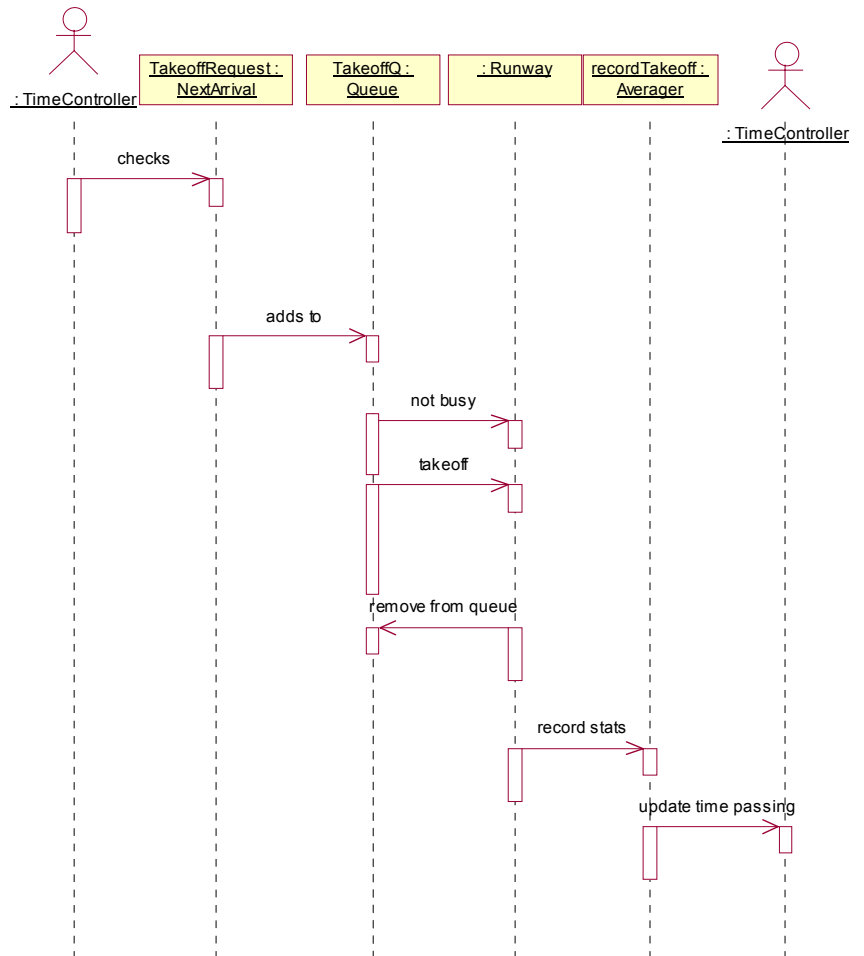 TakeoffRequest :
NextArrival
TakeoffQ :
Queue
: Runway
recordTakeoff :
Averager
: TimeController
: TimeController
checks
adds to
not busy
takeoff
remove from queue
record stats
update time passing